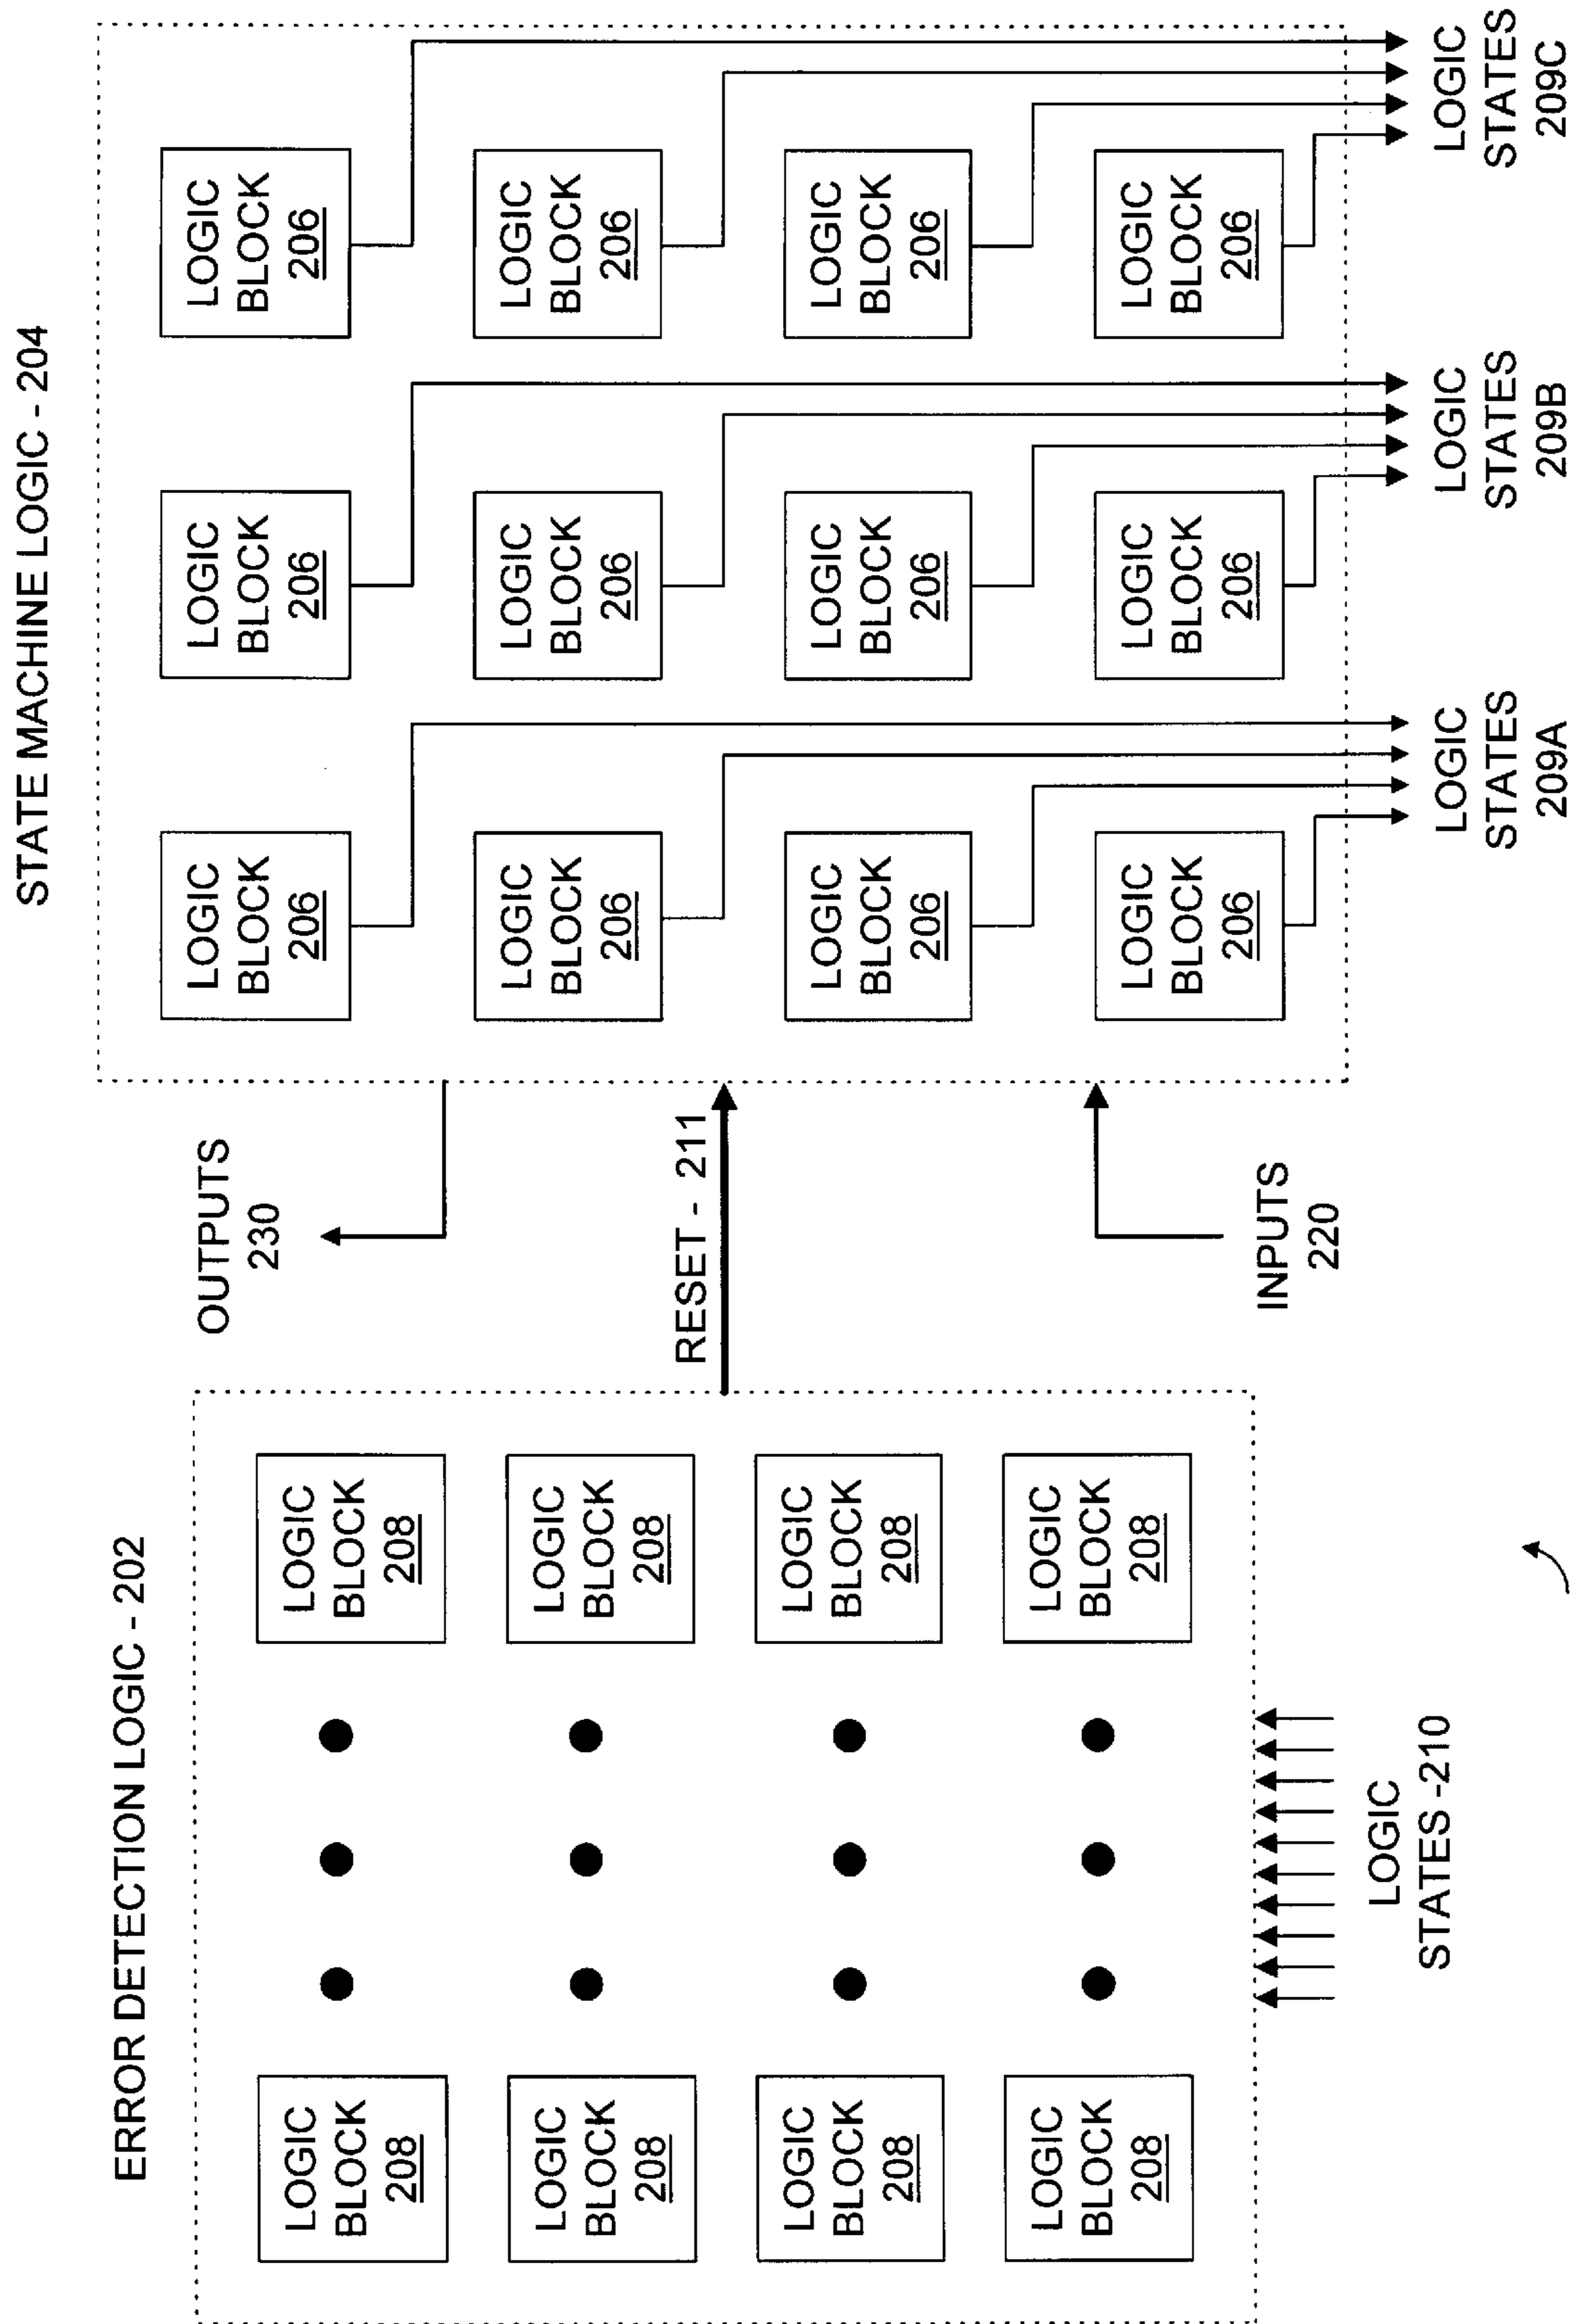 STATE MACHINE LOGIC - 204
LOGIC
BLOCK
206
LOGIC
BLOCK
206
LOGIC
BLOCK
206
LOGIC
BLOCK
206
LOGIC
BLOCK
206
LOGIC
BLOCK
206
LOGIC
BLOCK
206
LOGIC
BLOCK
206
LOGIC
BLOCK
206
LOGIC
BLOCK
206
LOGIC
BLOCK
206
LOGIC
BLOCK
206
LOGIC
STATES
209A
LOGIC
STATES
209B
LOGIC
STATES
209C
OUTPUTS
230
RESET - 211
INPUTS
220
ERROR DETECTION LOGIC - 202
LOGIC
BLOCK
208
LOGIC
BLOCK
208
LOGIC
BLOCK
208
LOGIC
BLOCK
208
LOGIC
BLOCK
208
LOGIC
BLOCK
208
LOGIC
BLOCK
208
LOGIC
BLOCK
208
LOGIC
STATES -210